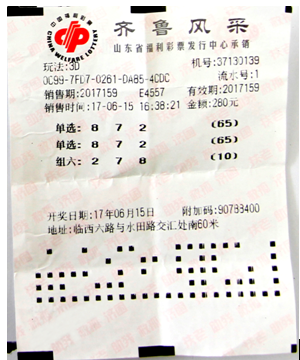 中国福利彩票
CHINA WELFARE LOTTERY
齐鲁风采
山东省福利彩票发行中心承销
玩法:3D 机号:37130139
0C99-7FD7-0261-DA85-4CDC 流水号:1
销售期:2017159 E4557 有效期:2017159
销售时间:17-06-15 16:38:21 金额:280元
单选: 8 7 2 (65)
单选: 8 7 2 (65)
组六: 2 7 8 (10)
开奖日期:17年06月15日 附加码:90788400
地址:临西六路与水田路交汇处南60米